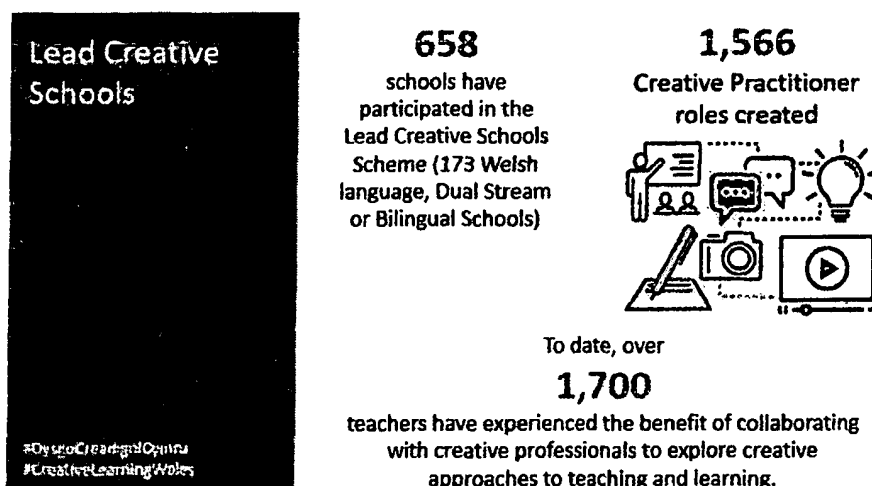 Lead Creative
Schools
#CreativeLearningWales
658
schools have
participated in the
Lead Creative Schools
Scheme (173 Welsh
language, Dual Stream
or Bilingual Schools)
1,566
Creative Practitioner
roles created
To date, over
1,700
teachers have experienced the benefit of collaborating
with creative professionals to explore creative
approaches to teaching and learning.